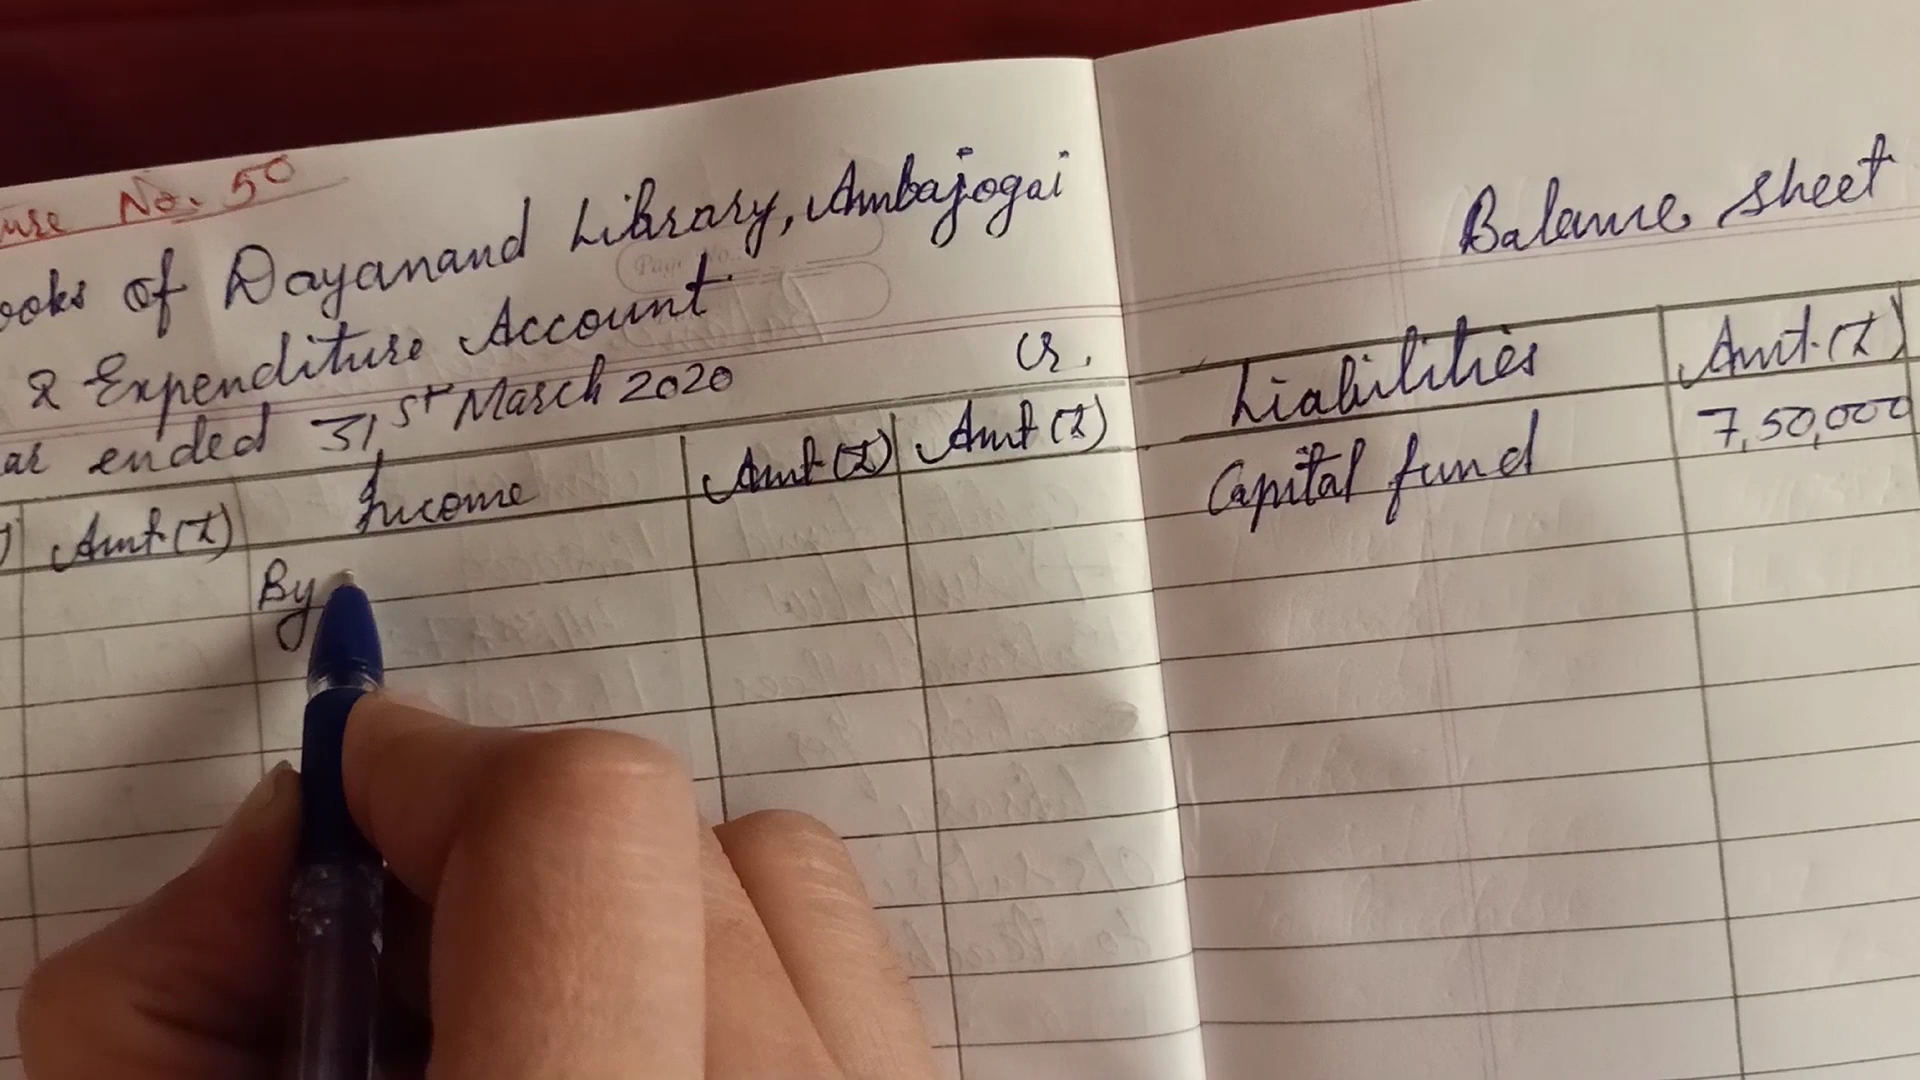 No. 50
of Dayanand Library, Ambajogai
& Expenditure Account
ended 31st March 2020
Cr.
Amt (₹) Income Amt (₹) Amt (₹)
By
Balance Sheet
Liabilities Amt. (₹)
Capital fund 7,50,000